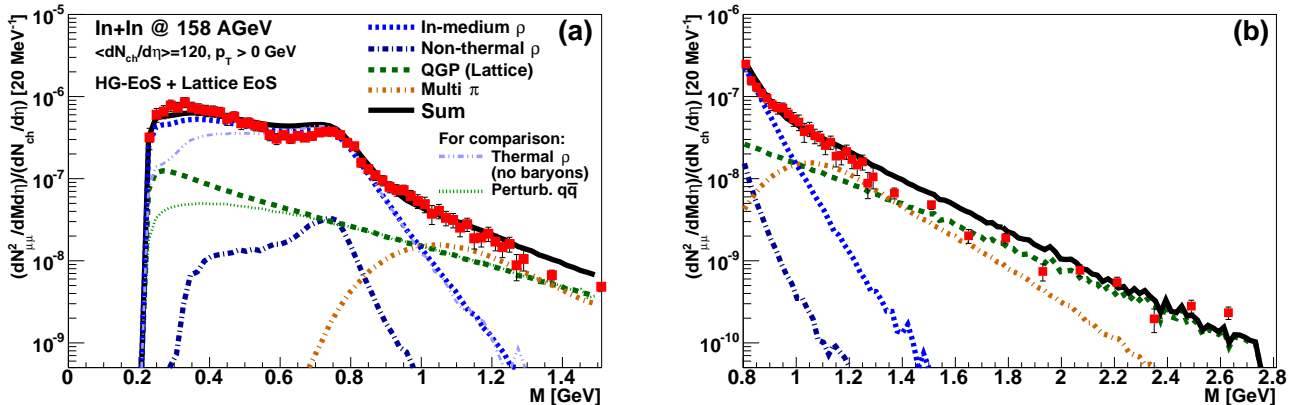 In+In @ 158 AGeV
<dN_ch/dη>=120, p_T > 0 GeV
HG-EoS + Lattice EoS
(a)
In-medium ρ
Non-thermal ρ
QGP (Lattice)
Multi π
Sum
For comparison:
Thermal ρ
(no baryons)
Perturb. qq̅
(dN²_μμ/dMdη)/(dN_ch/dη) [20 MeV⁻¹]
10⁻⁵
10⁻⁶
10⁻⁷
10⁻⁸
10⁻⁹
0 0.2 0.4 0.6 0.8 1 1.2 1.4
M [GeV]
(b)
(dN²_μμ/dMdη)/(dN_ch/dη) [20 MeV⁻¹]
10⁻⁶
10⁻⁷
10⁻⁸
10⁻⁹
10⁻¹⁰
0.8 1 1.2 1.4 1.6 1.8 2 2.2 2.4 2.6 2.8
M [GeV]